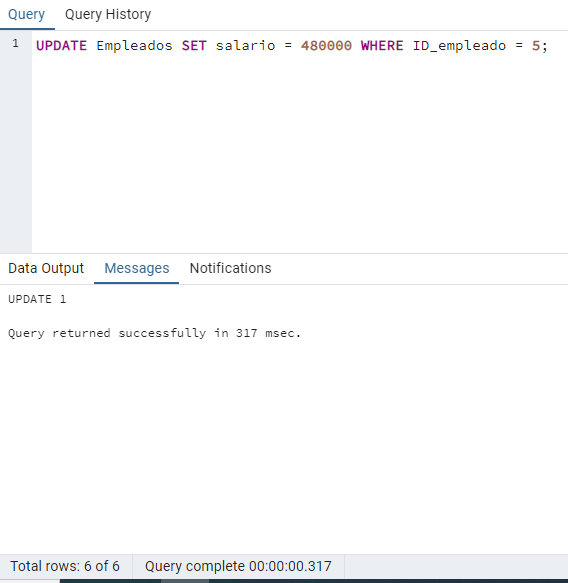 Query Query History
1 UPDATE Empleados SET salario = 480000 WHERE ID_empleado = 5;
Data Output Messages Notifications
UPDATE 1
Query returned successfully in 317 msec.
Total rows: 6 of 6 Query complete 00:00:00.317